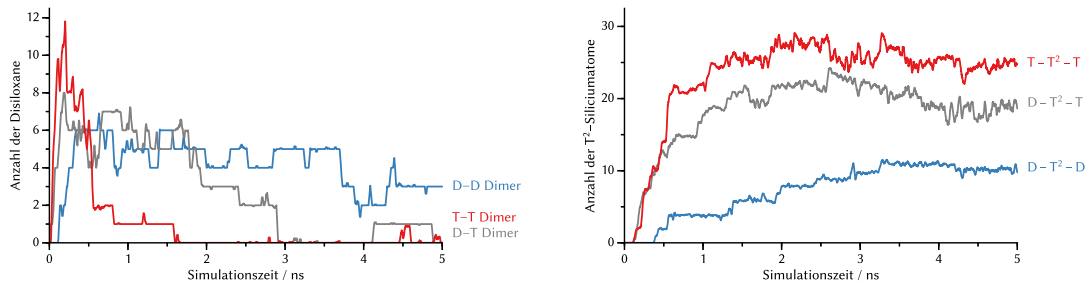 Anzahl der Disiloxane
12
10
8
6
4
2
0
0
1
2
3
4
5
Simulationszeit / ns
D–D Dimer
T–T Dimer
D–T Dimer
Anzahl der T²–Siliciumatome
30
20
10
0
0
1
2
3
4
5
Simulationszeit / ns
T–T²–T
D–T²–T
D–T²–D